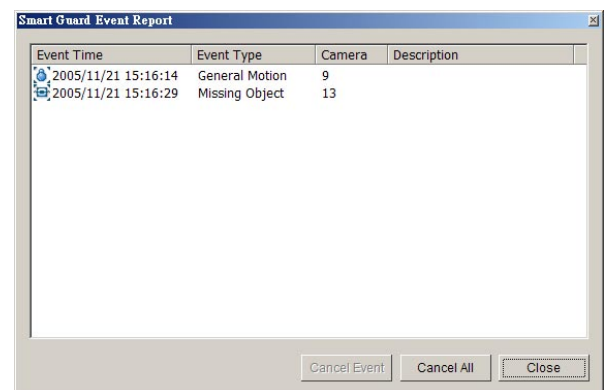 Smart Guard Event Report
Event Time Event Type Camera Description
2005/11/21 15:16:14 General Motion 9
2005/11/21 15:16:29 Missing Object 13
Cancel Event Cancel All Close